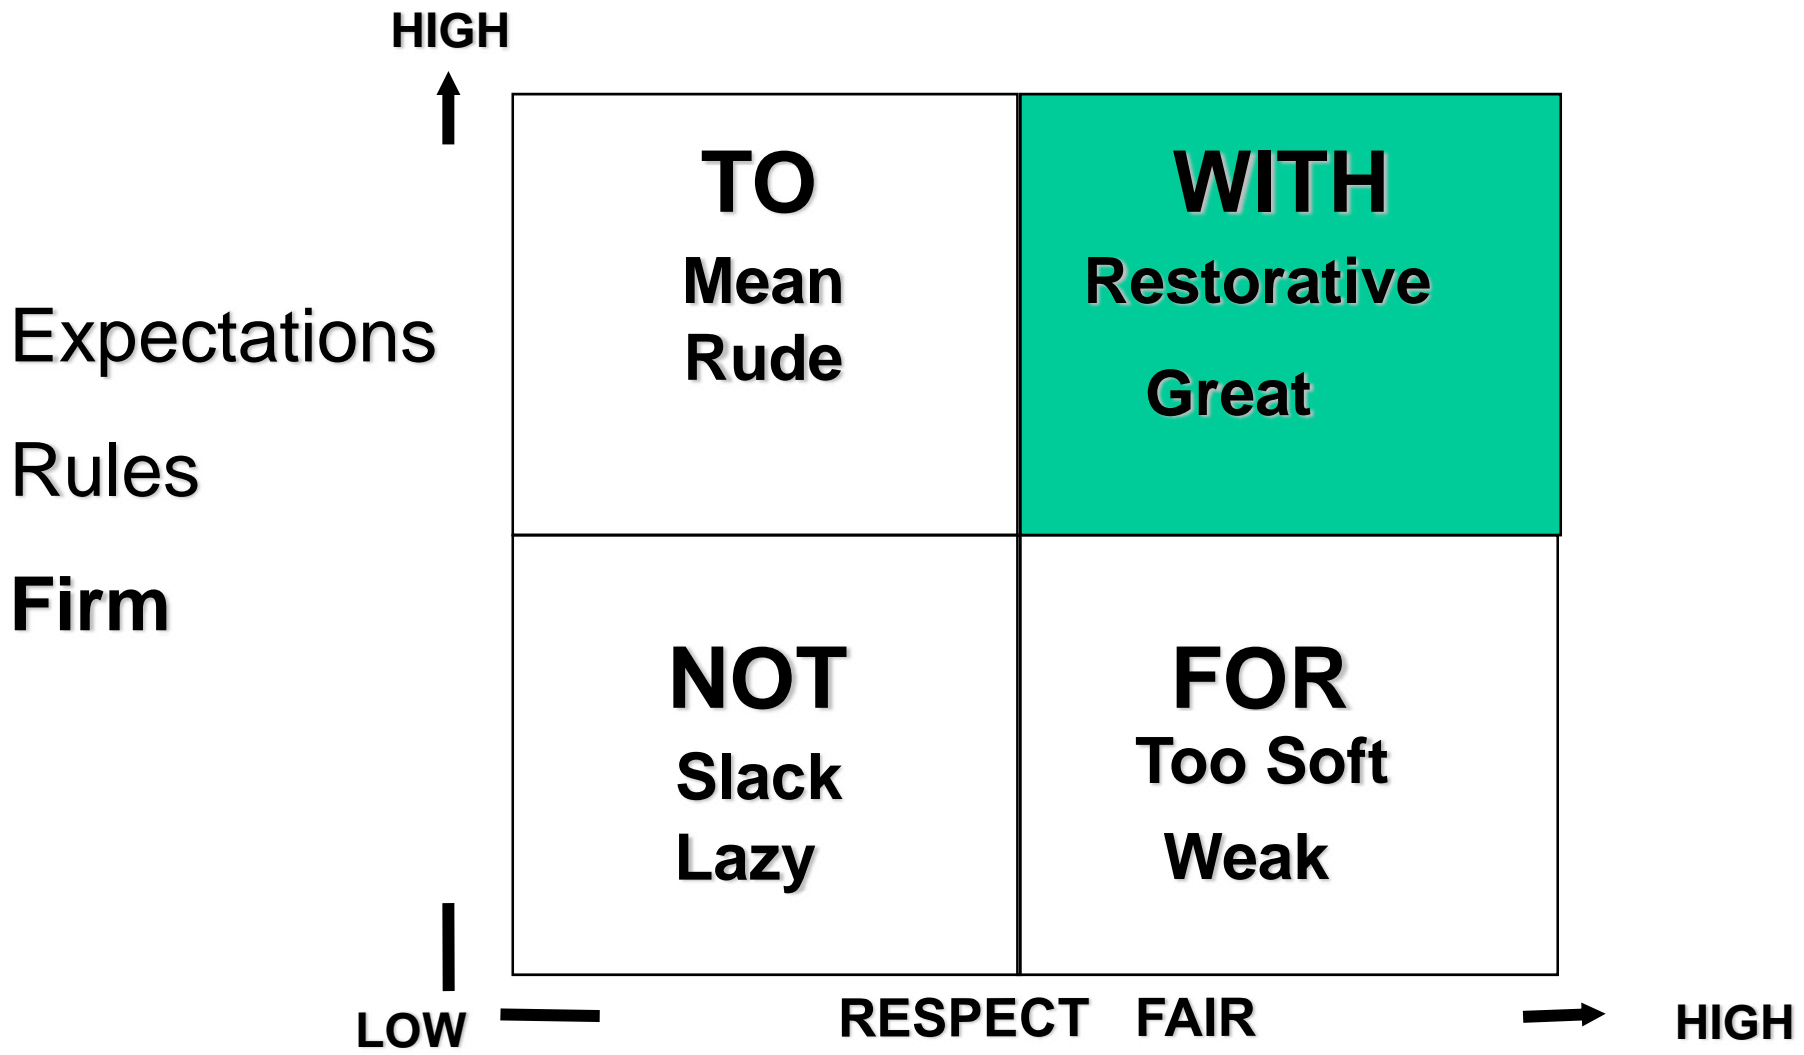 HIGH
TO
Mean
Rude
WITH
Restorative
Great
Expectations
Rules
Firm
NOT
Slack
Lazy
FOR
Too Soft
Weak
LOW
RESPECT FAIR
HIGH